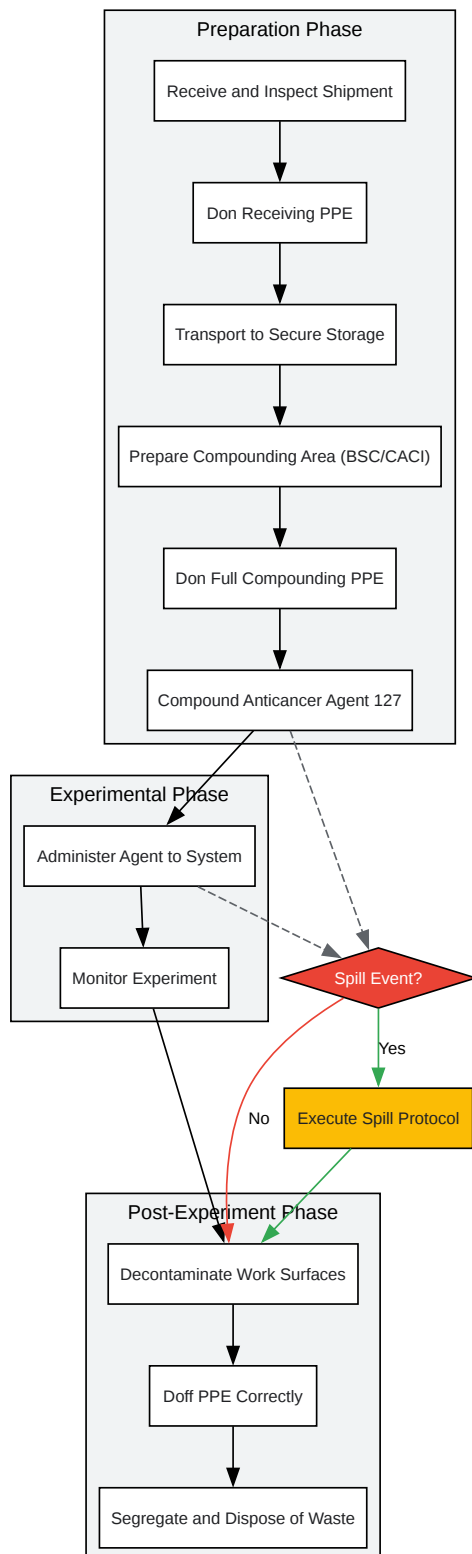 Preparation Phase
Receive and Inspect Shipment
Don Receiving PPE
Transport to Secure Storage
Prepare Compounding Area (BSC/CACI)
Don Full Compounding PPE
Compound Anticancer Agent 127
Experimental Phase
Administer Agent to System
Monitor Experiment
Spill Event?
Yes
No
Execute Spill Protocol
Post-Experiment Phase
Decontaminate Work Surfaces
Doff PPE Correctly
Segregate and Dispose of Waste